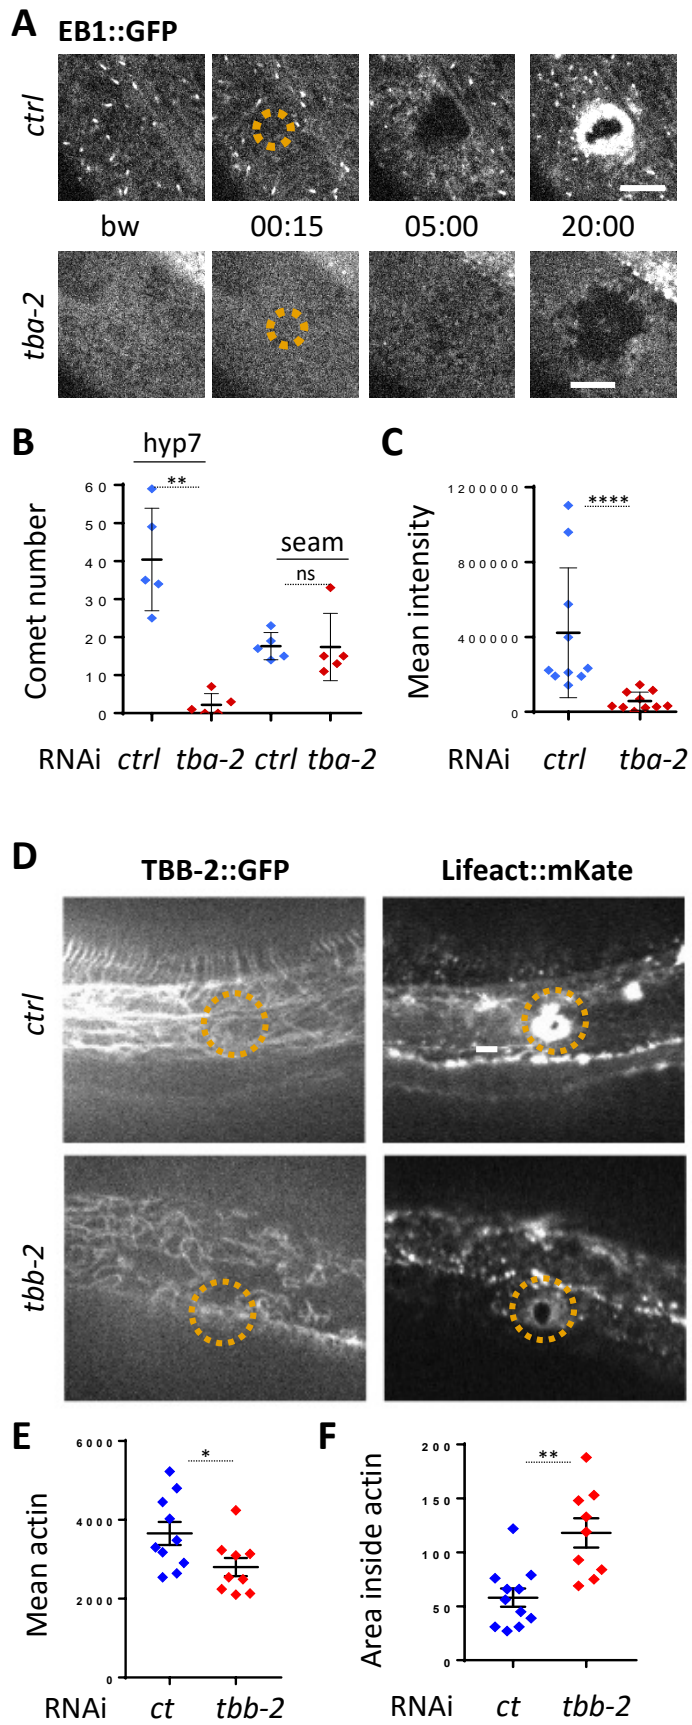 A EB1::GFP
ctrl
bw 00:15 05:00 20:00
tba-2
B
hyp7
**
seam
ns
Comet number
60
50
40
30
20
10
0
RNAi ctrl tba-2 ctrl tba-2
C
****
Mean intensity
1200000
800000
400000
0
RNAi ctrl tba-2
D
TBB-2::GFP Lifeact::mKate
ctrl
tbb-2
E
*
Mean actin
6000
4000
2000
0
RNAi ct tbb-2
F
**
Area inside actin
200
150
100
50
0
RNAi ct tbb-2